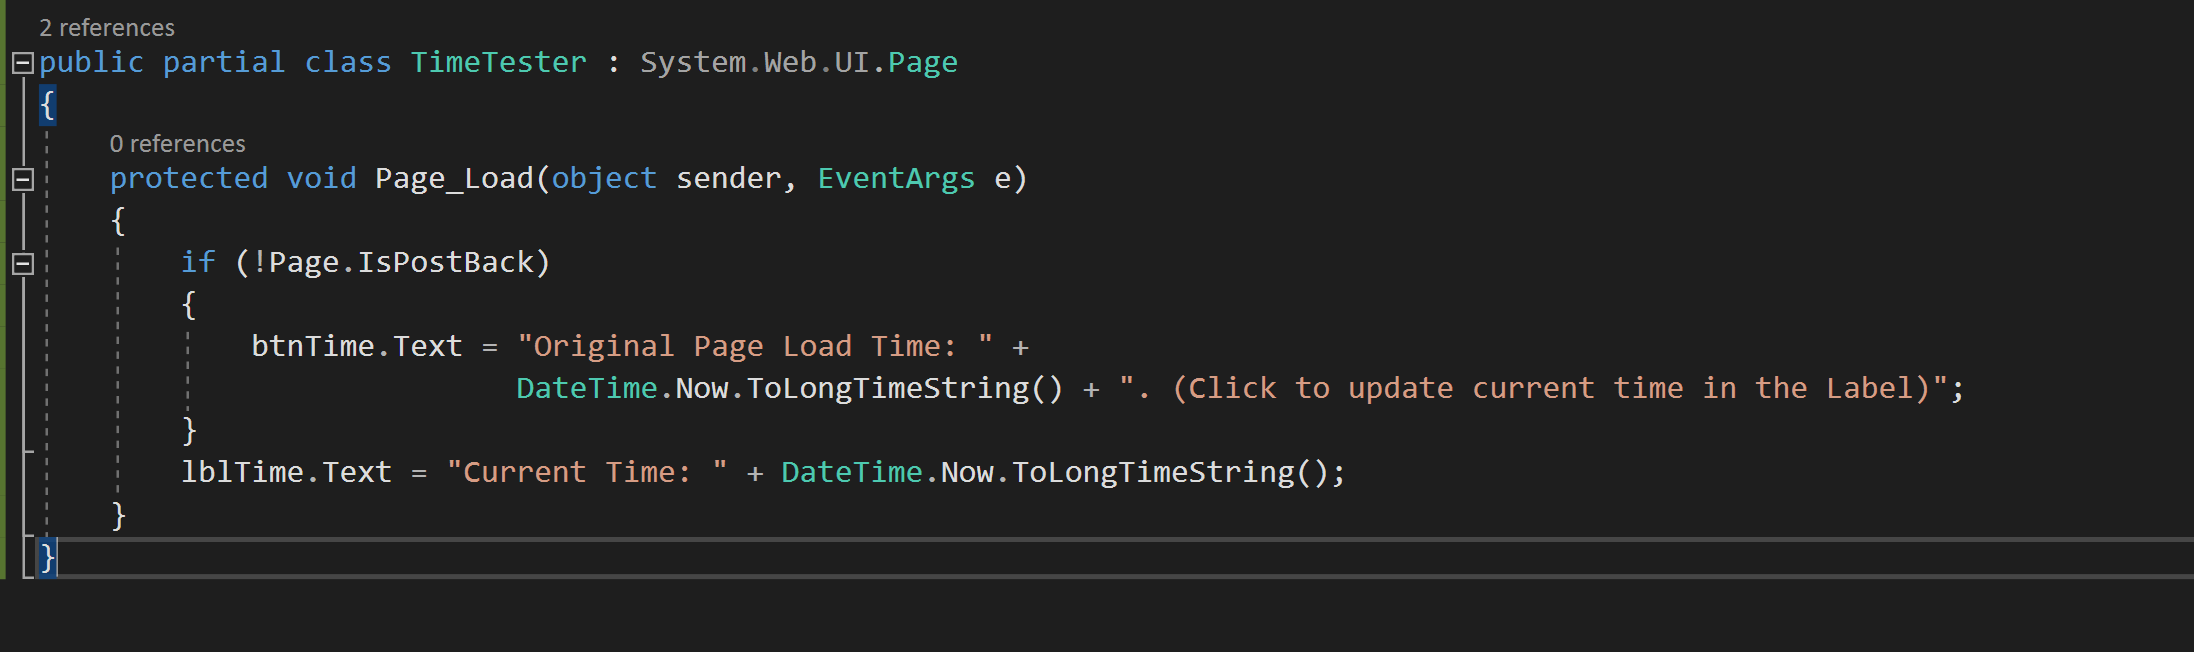 2 references
public partial class TimeTester : System.Web.UI.Page
{
0 references
protected void Page_Load(object sender, EventArgs e)
{
if (!Page.IsPostBack)
{
btnTime.Text = "Original Page Load Time: " +
DateTime.Now.ToLongTimeString() + ". (Click to update current time in the Label)";
}
lblTime.Text = "Current Time: " + DateTime.Now.ToLongTimeString();
}
}